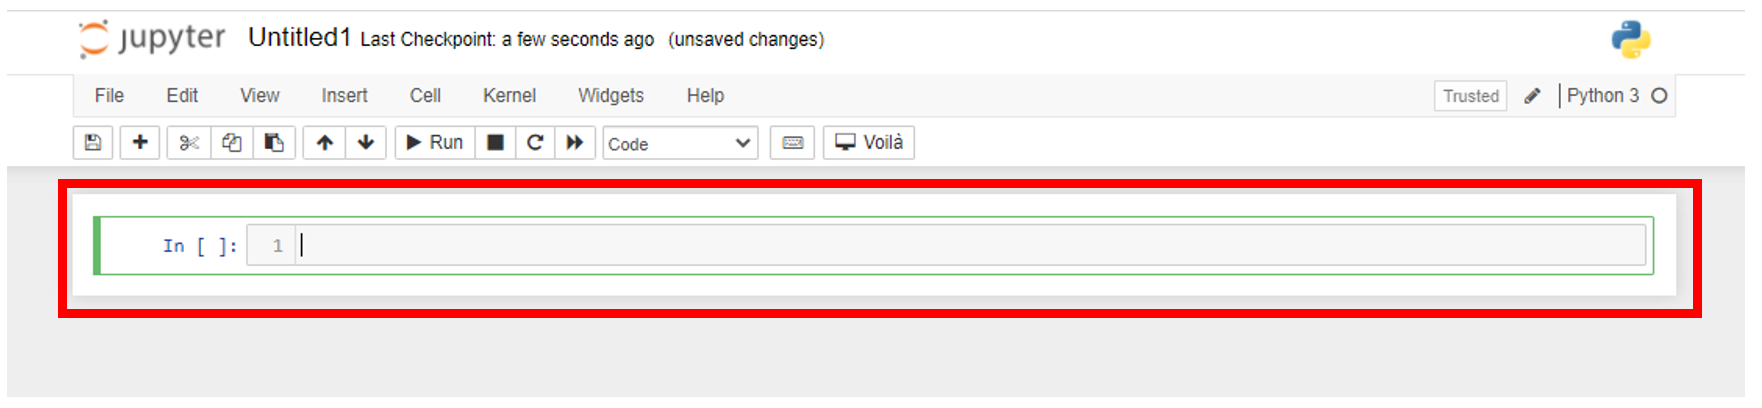 jupyter Untitled1 Last Checkpoint: a few seconds ago (unsaved changes)
File Edit View Insert Cell Kernel Widgets Help Trusted Python 3
Run Code Voilà
In [ ]: 1